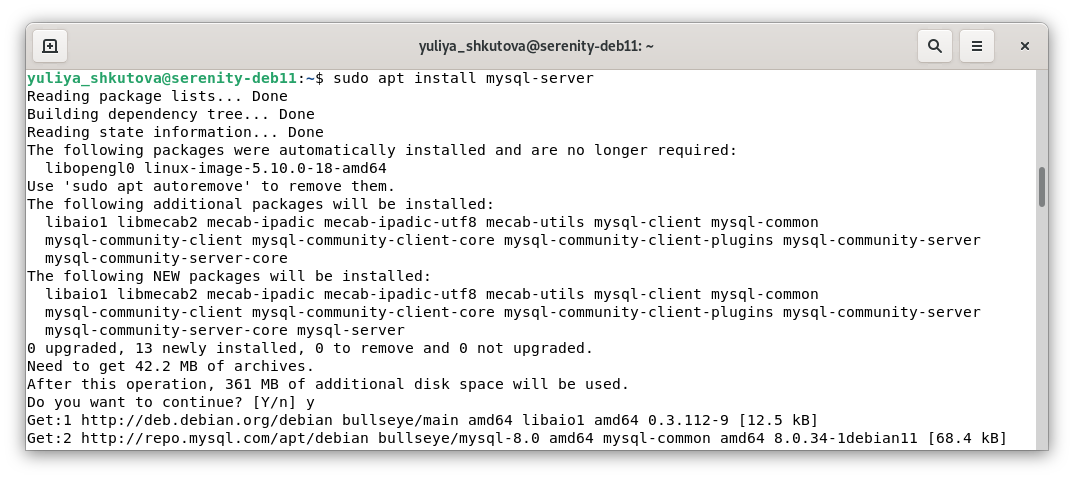 yuliya_shkutova@serenity-deb11: ~
yuliya_shkutova@serenity-deb11:~$ sudo apt install mysql-server
Reading package lists... Done
Building dependency tree... Done
Reading state information... Done
The following packages were automatically installed and are no longer required:
  libopengl0 linux-image-5.10.0-18-amd64
Use 'sudo apt autoremove' to remove them.
The following additional packages will be installed:
  libaio1 libmecab2 mecab-ipadic mecab-ipadic-utf8 mecab-utils mysql-client mysql-common
  mysql-community-client mysql-community-client-core mysql-community-client-plugins mysql-community-server
  mysql-community-server-core
The following NEW packages will be installed:
  libaio1 libmecab2 mecab-ipadic mecab-ipadic-utf8 mecab-utils mysql-client mysql-common
  mysql-community-client mysql-community-client-core mysql-community-client-plugins mysql-community-server
  mysql-community-server-core mysql-server
0 upgraded, 13 newly installed, 0 to remove and 0 not upgraded.
Need to get 42.2 MB of archives.
After this operation, 361 MB of additional disk space will be used.
Do you want to continue? [Y/n] y
Get:1 http://deb.debian.org/debian bullseye/main amd64 libaio1 amd64 0.3.112-9 [12.5 kB]
Get:2 http://repo.mysql.com/apt/debian bullseye/mysql-8.0 amd64 mysql-common amd64 8.0.34-1debian11 [68.4 kB]